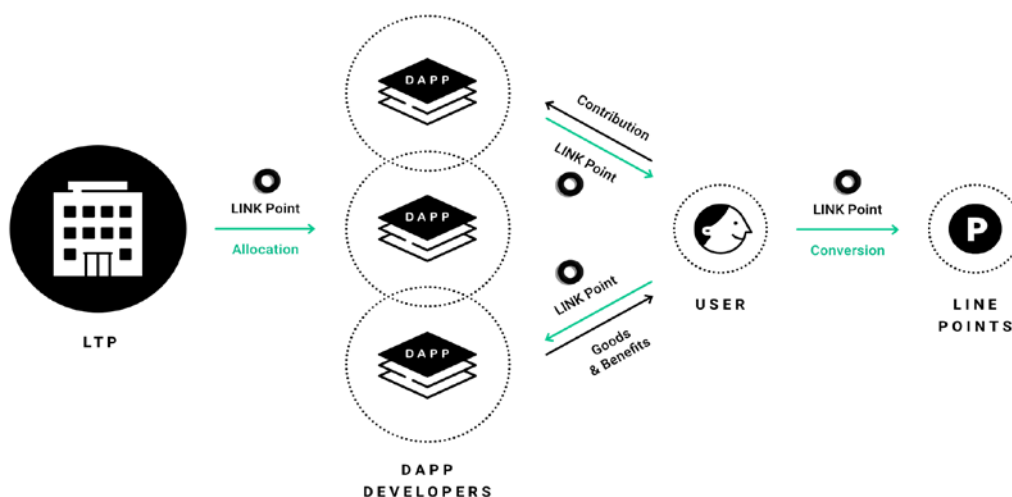 DAPP
Contribution
LINK Point
LINK Point
LINK Point
DAPP
P
Allocation
Conversion
LINK Point
USER
LINE
POINTS
LTP
DAPP
Goods
& Benefits
DAPP
DEVELOPERS